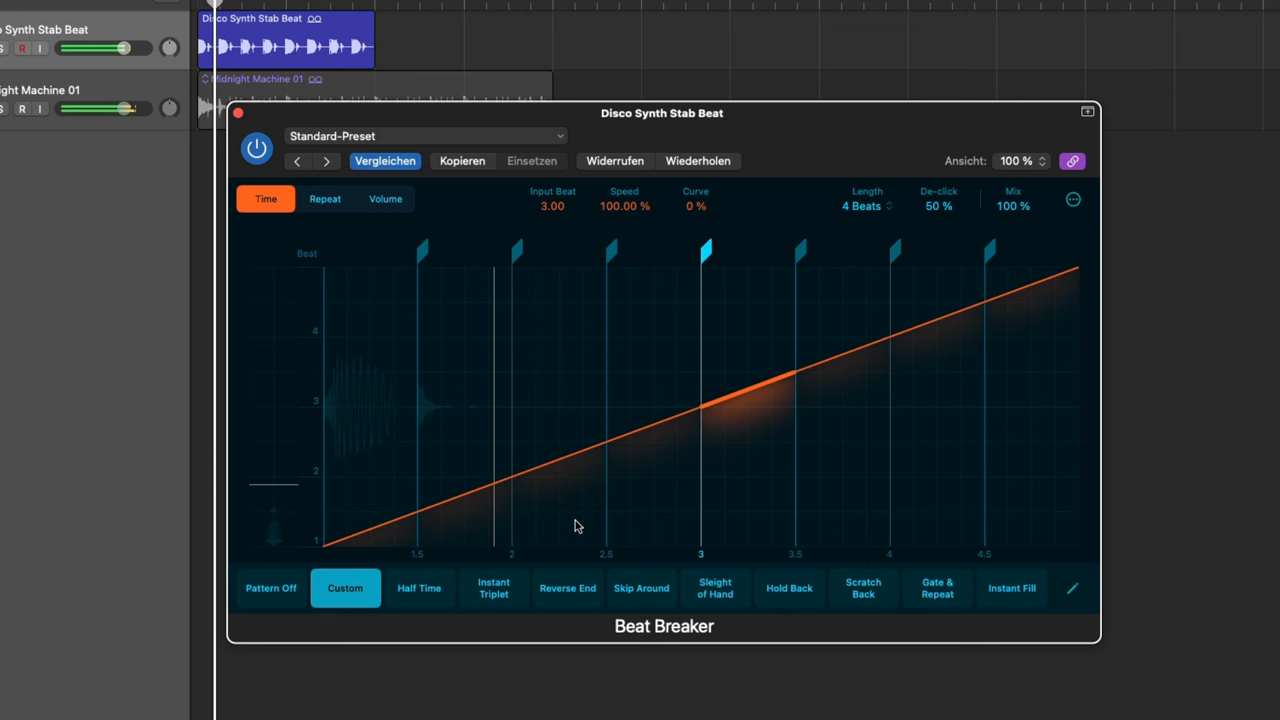 Synth Stab Beat
Disco Synth Stab Beat
S R I
Midnight Machine 01
ght Machine 01
R I
Disco Synth Stab Beat
Standard-Preset
Vergleichen Kopieren Einsetzen Widerrufen Wiederholen Ansicht: 100 %
Time Repeat Volume
Input Beat Speed Curve Length De-click Mix
3.00 100.00 % 0 % 4 Beats 50 % 100 %
Beat
4
3
2
1
1.5 2 2.5 3 3.5 4 4.5
Pattern Off Custom Half Time Instant Triplet Reverse End Skip Around Sleight of Hand Hold Back Scratch Back Gate & Repeat Instant Fill
Beat Breaker